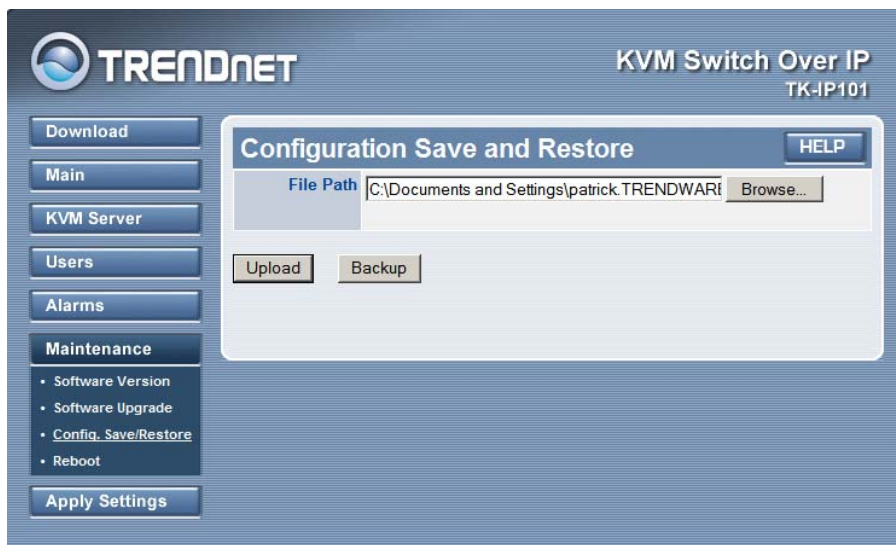 TRENDNET
KVM Switch Over IP
TK-IP101
Download
Main
KVM Server
Users
Alarms
Maintenance
• Software Version
• Software Upgrade
• Config. Save/Restore
• Reboot
Apply Settings
Configuration Save and Restore
HELP
File Path C:\Documents and Settings\patrick.TRENDWARE Browse...
Upload Backup